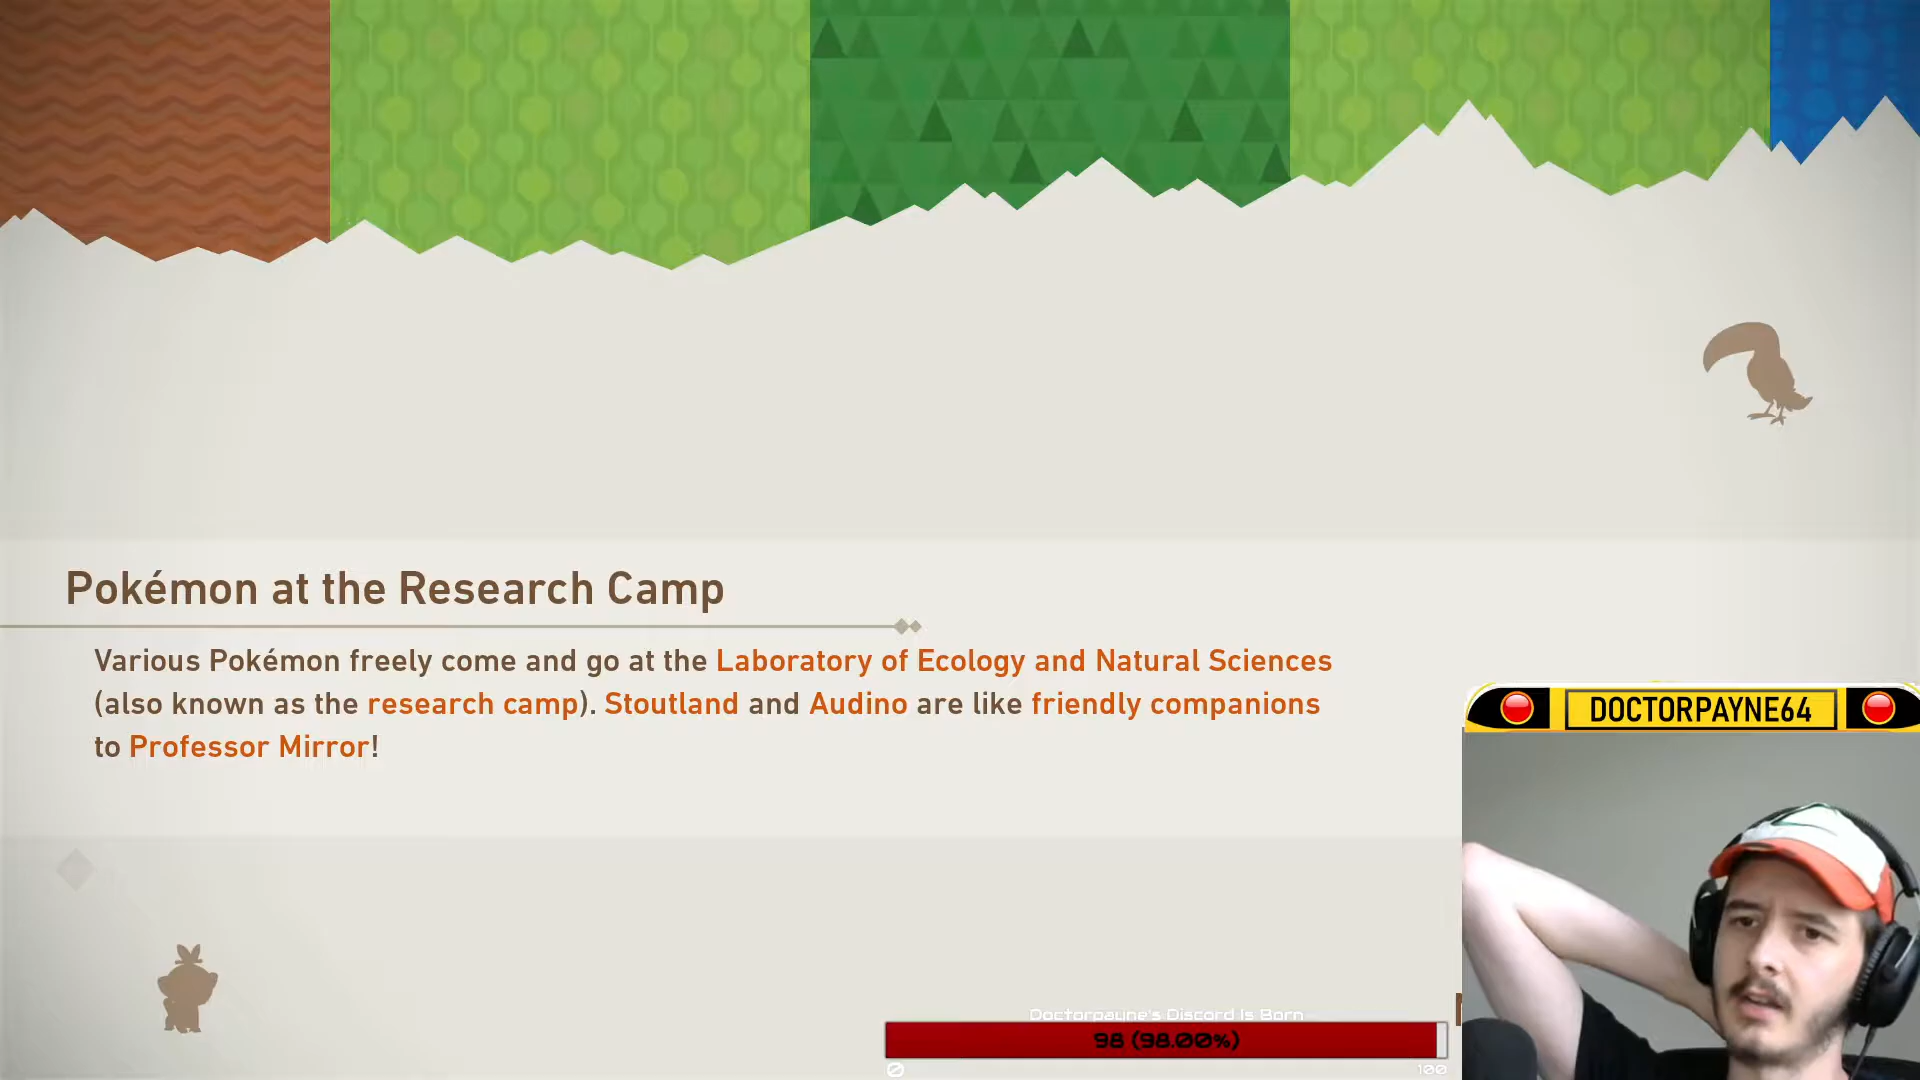 Pokémon at the Research Camp
Various Pokémon freely come and go at the Laboratory of Ecology and Natural Sciences
(also known as the research camp). Stoutland and Audino are like friendly companions
to Professor Mirror!
DOCTORPAYNE64
Doctorpayne's Discord Is Born
98 (98.00%)
0
100